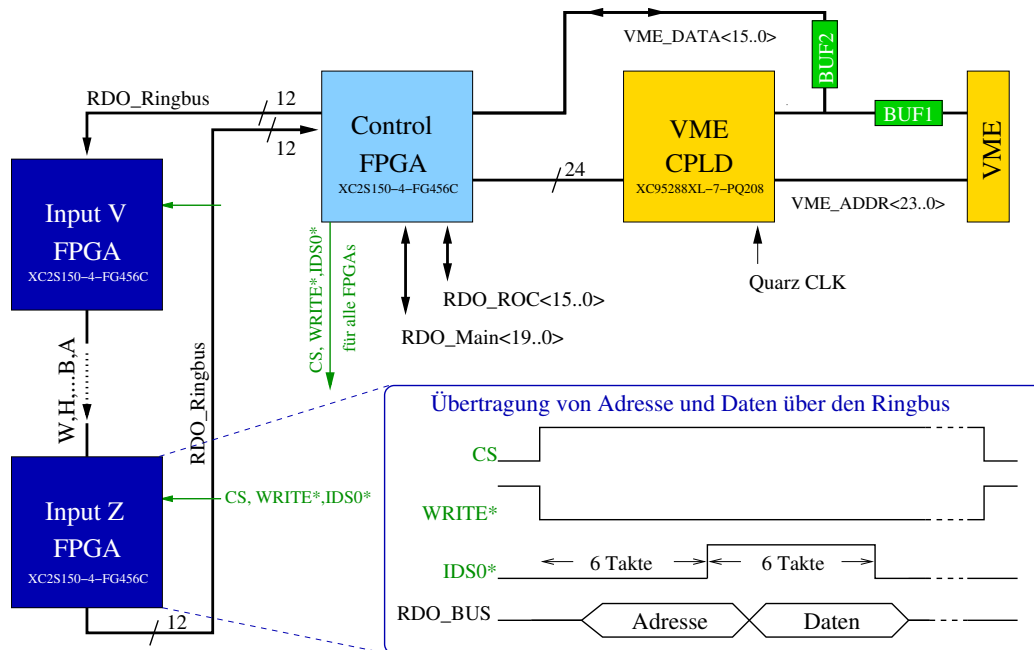 VME_DATA<15..0>
BUF2
RDO_Ringbus
12
12
Control
FPGA
XC2S150-4-FG456C
VME
CPLD
XC95288XL-7-PQ208
BUF1
VME
24
VME_ADDR<23..0>
Input V
FPGA
XC2S150-4-FG456C
CS, WRITE*,IDS0*
für alle FPGAs
RDO_ROC<15..0>
RDO_Main<19..0>
Quarz CLK
W,H,...B,A
RDO_Ringbus
Input Z
FPGA
XC2S150-4-FG456C
CS, WRITE*,IDS0*
12
Übertragung von Adresse und Daten über den Ringbus
CS
WRITE*
IDS0*
6 Takte
6 Takte
RDO_BUS
Adresse
Daten